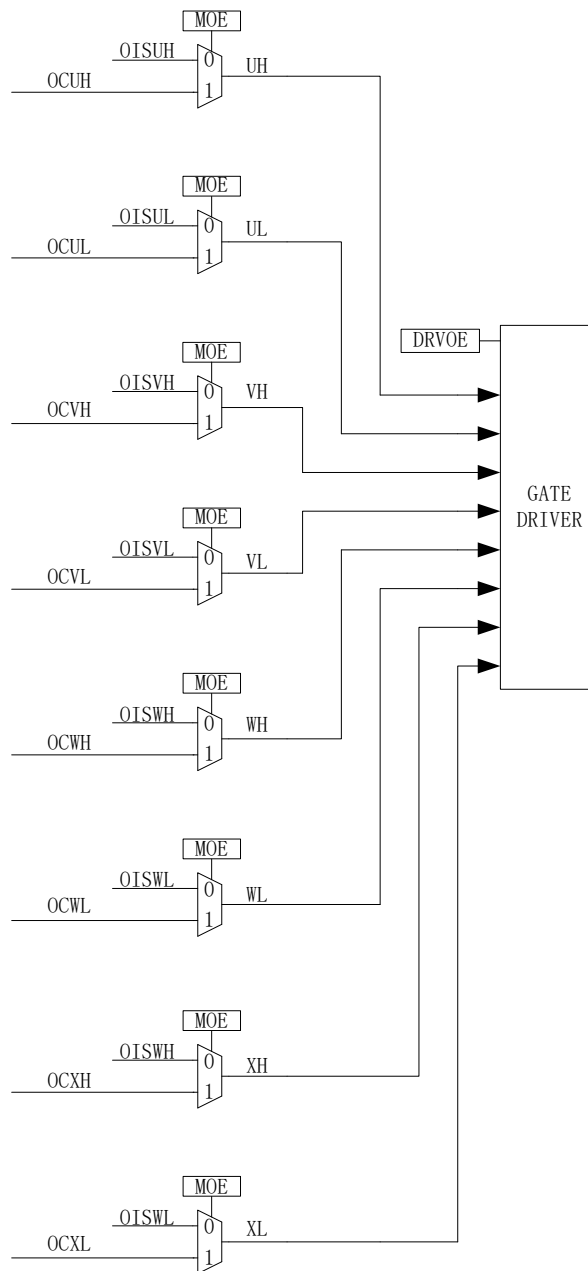 MOE
OISUH
0
UH
OCUH
1
MOE
OISUL
0
UL
OCUL
1
DRVOE
MOE
OISVH
0
VH
OCVH
1
GATE
DRIVER
MOE
OISVL
0
VL
OCVL
1
MOE
OISWH
0
WH
OCWH
1
MOE
OISWL
0
WL
OCWL
1
MOE
OISWH
0
XH
OCXH
1
MOE
OISWL
0
XL
OCXL
1